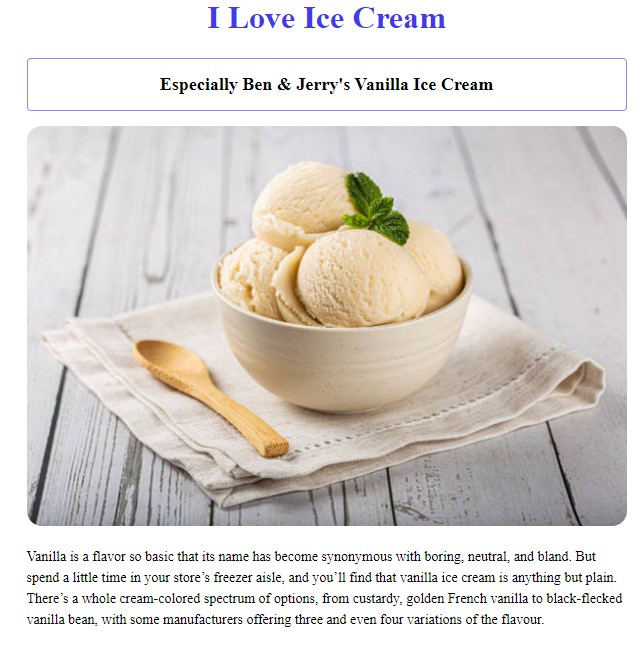 I Love Ice Cream
Especially Ben & Jerry's Vanilla Ice Cream
Vanilla is a flavor so basic that its name has become synonymous with boring, neutral, and bland. But
spend a little time in your store’s freezer aisle, and you’ll find that vanilla ice cream is anything but plain.
There’s a whole cream-colored spectrum of options, from custardy, golden French vanilla to black-flecked
vanilla bean, with some manufacturers offering three and even four variations of the flavour.